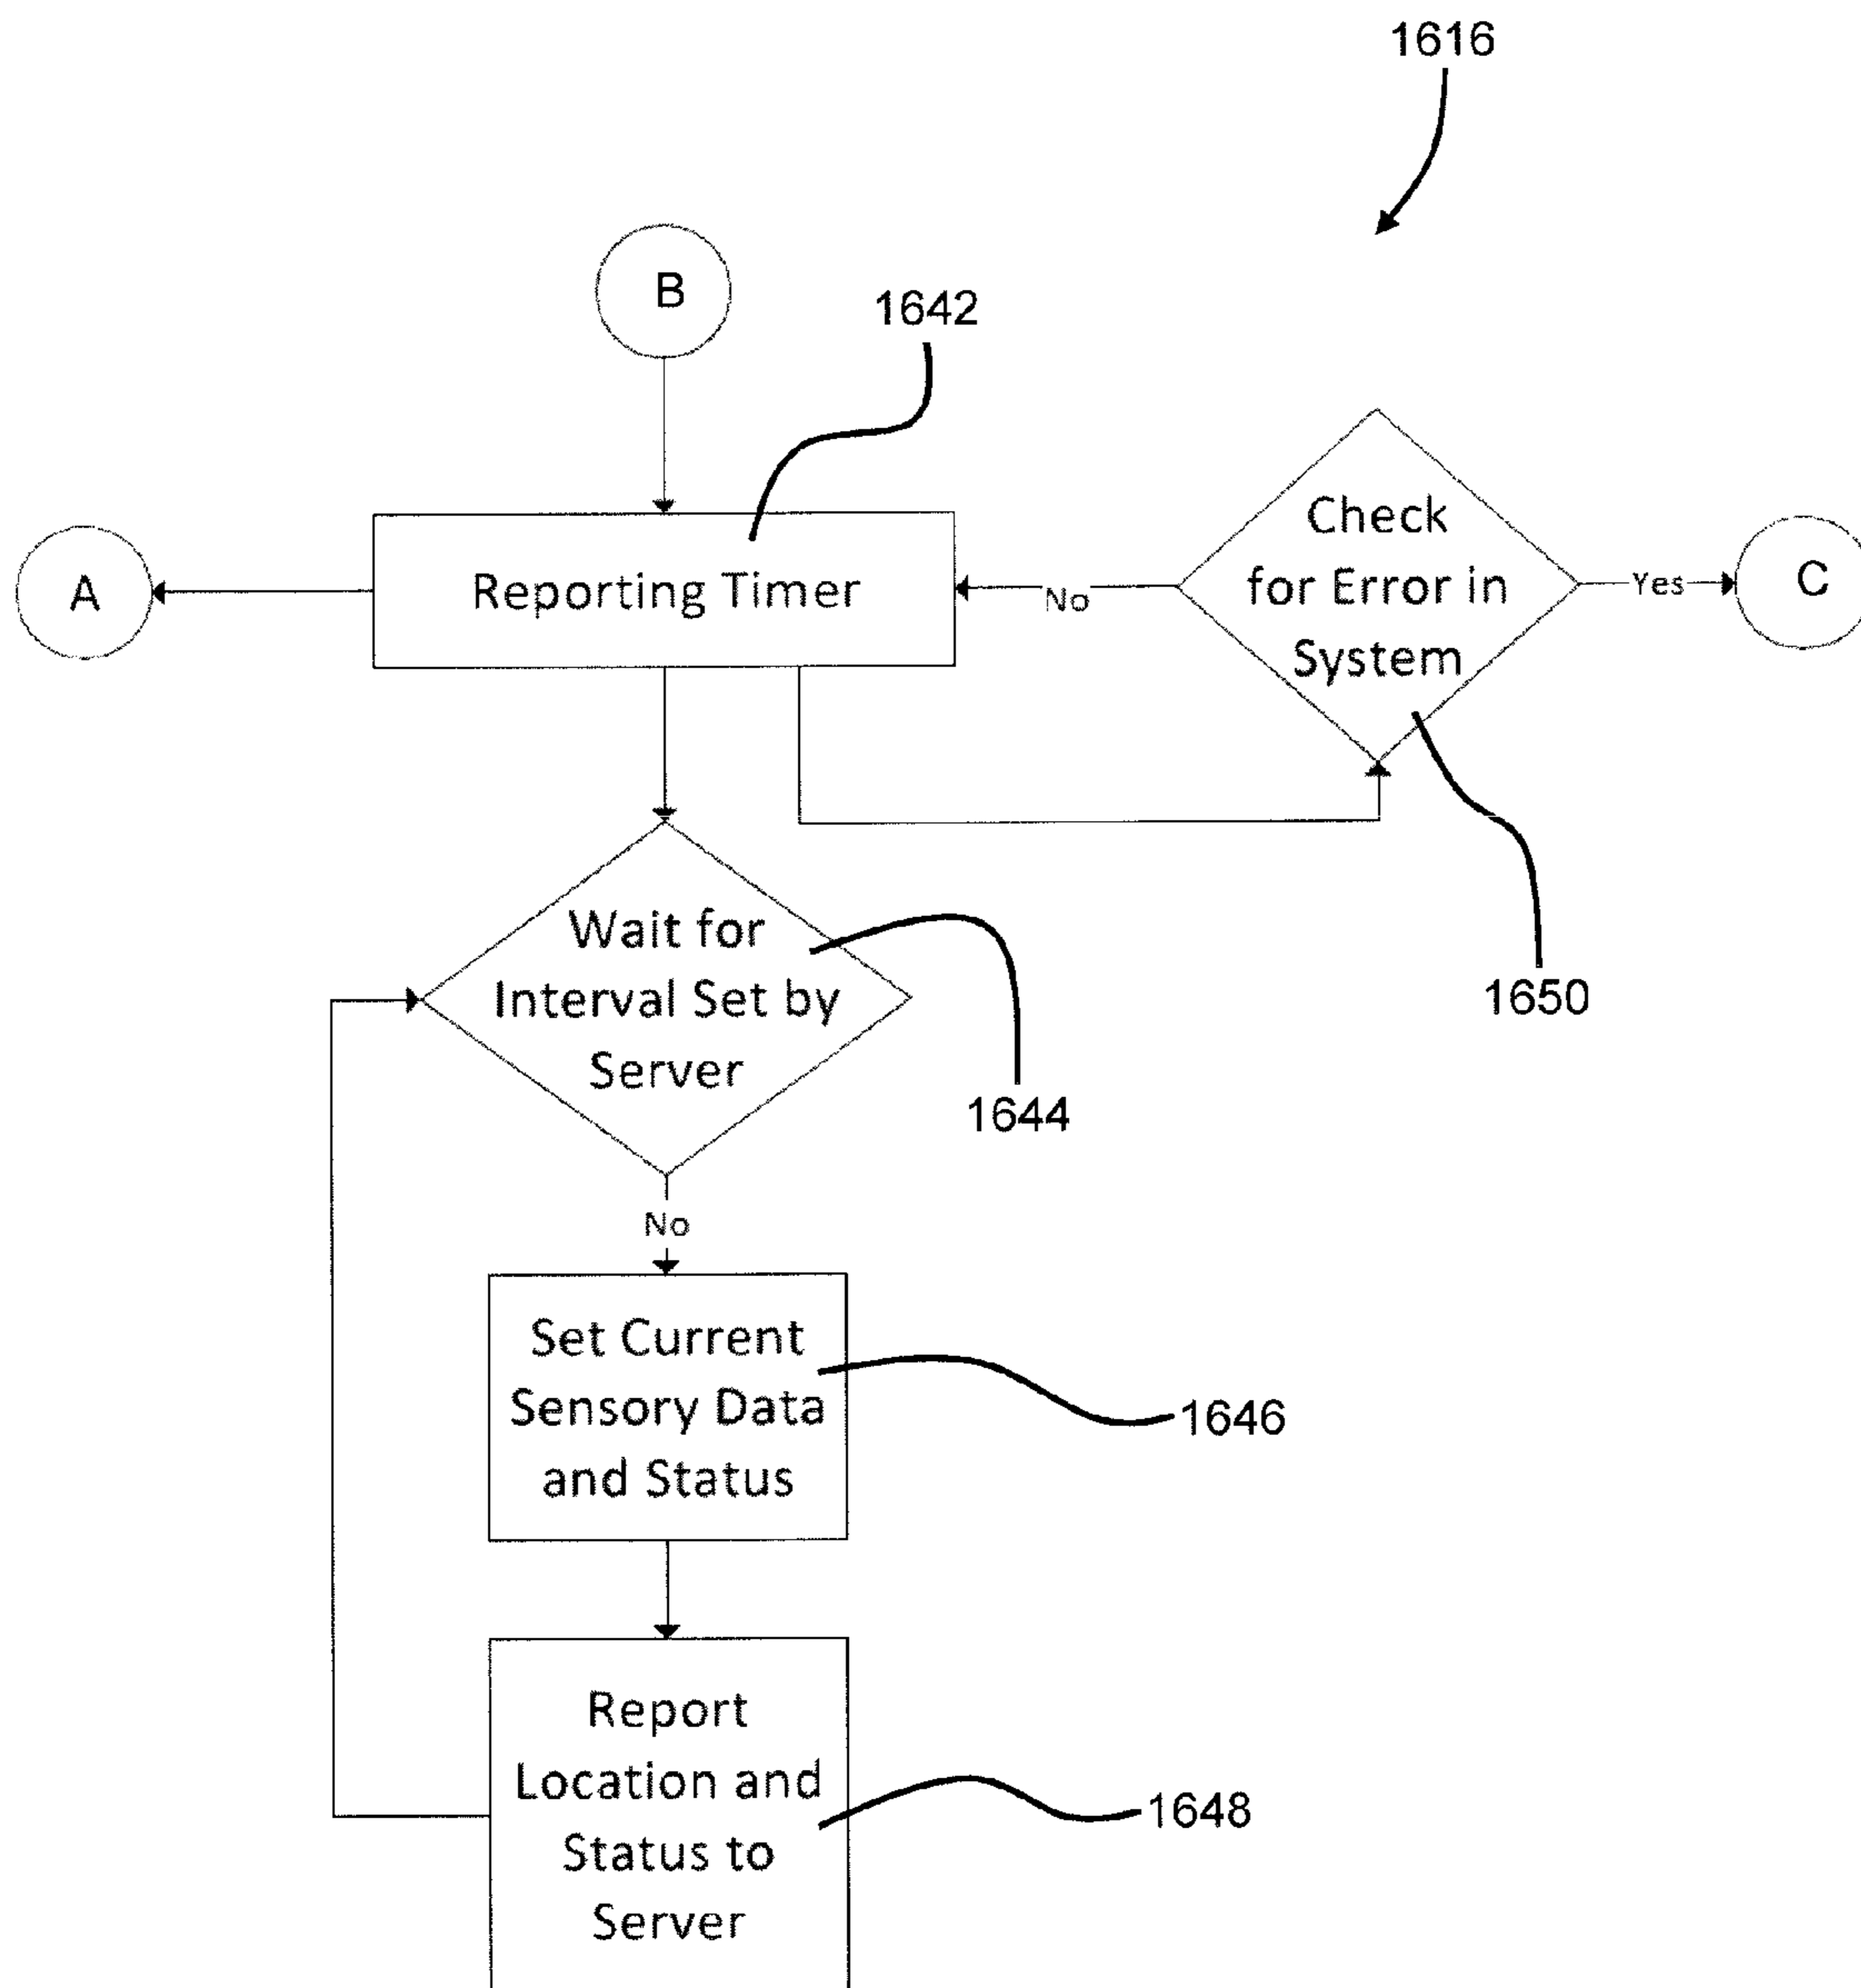 1616
B
1642
A
Reporting Timer
No
Check
for Error in
System
Yes
C
Wait for
Interval Set by
Server
1650
1644
No
Set Current
Sensory Data
and Status
1646
Report
Location and
Status to
Server
1648